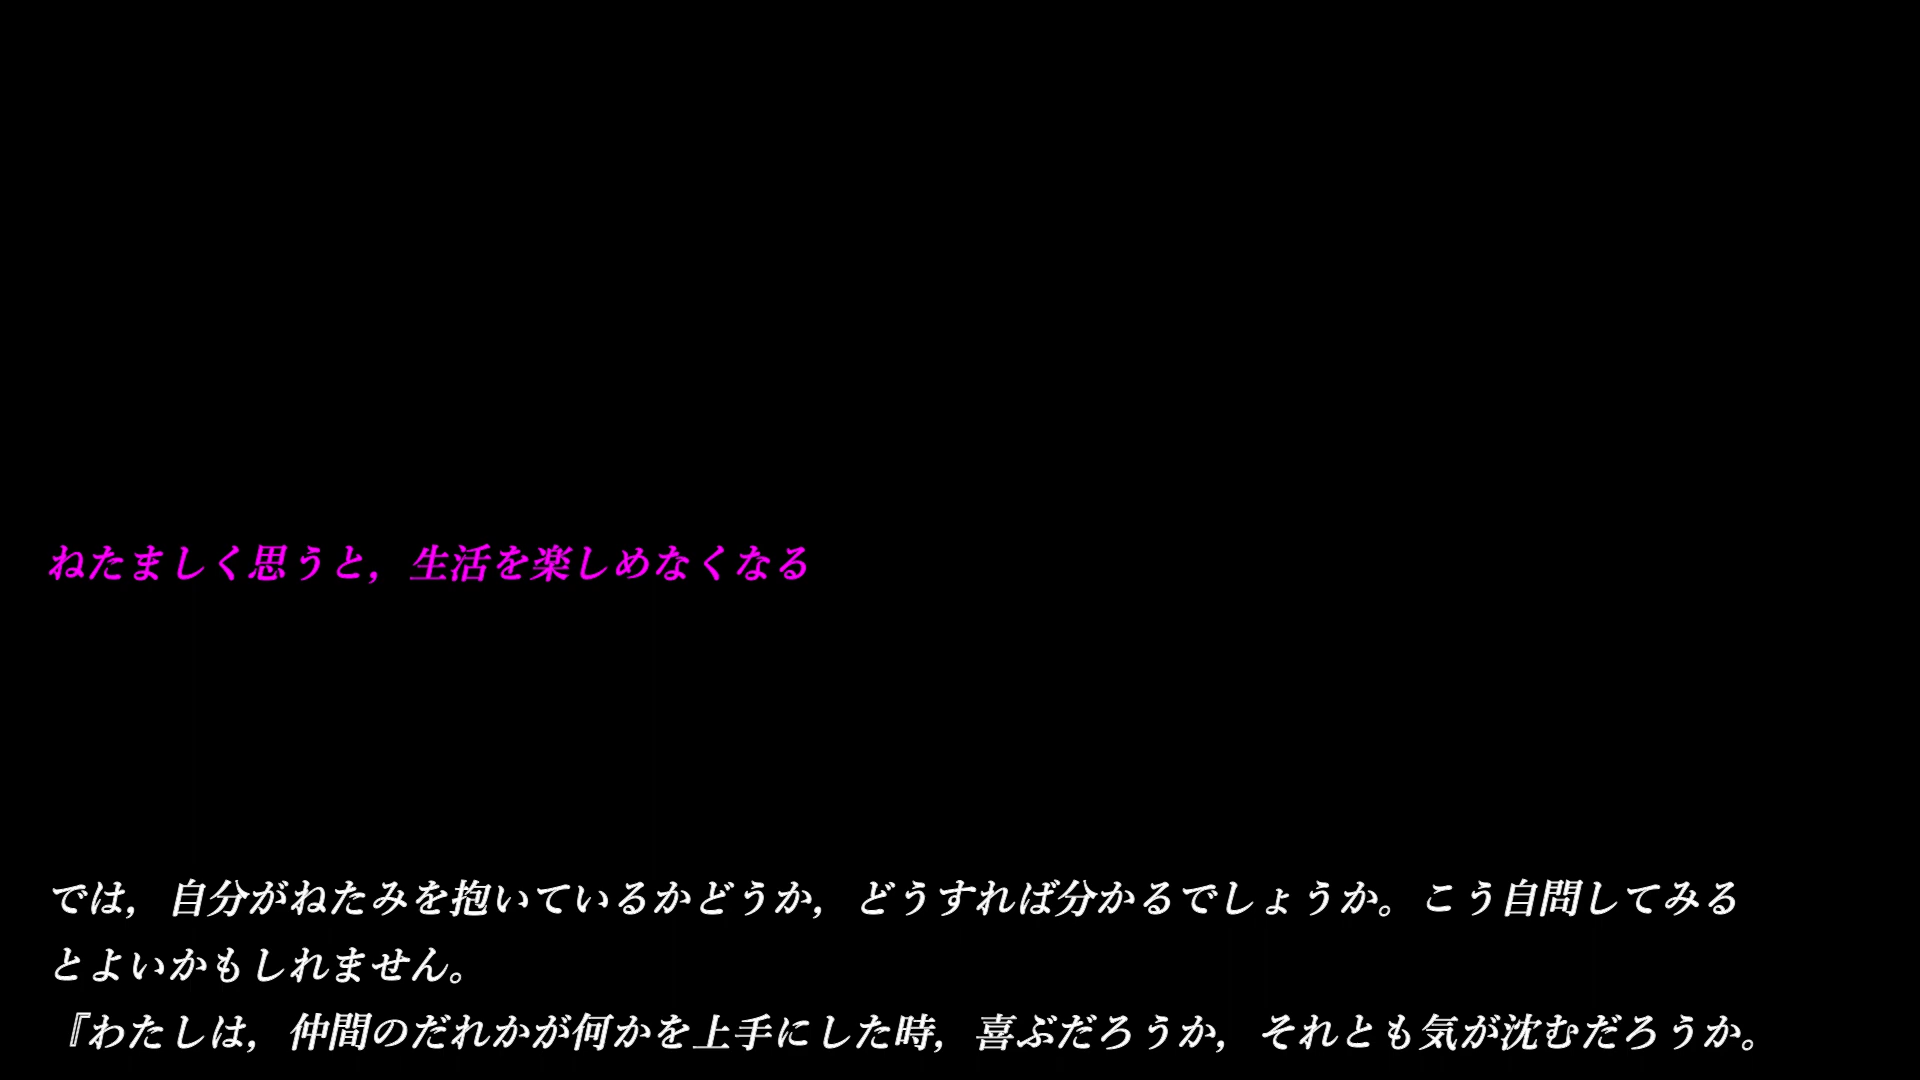 ねたましく思うと，生活を楽しめなくなる
では，自分がねたみを抱いているかどうか，どうすれば分かるでしょうか。こう自問してみる
とよいかもしれません。
『わたしは，仲間のだれかが何かを上手にした時，喜ぶだろうか，それとも気が沈むだろうか。